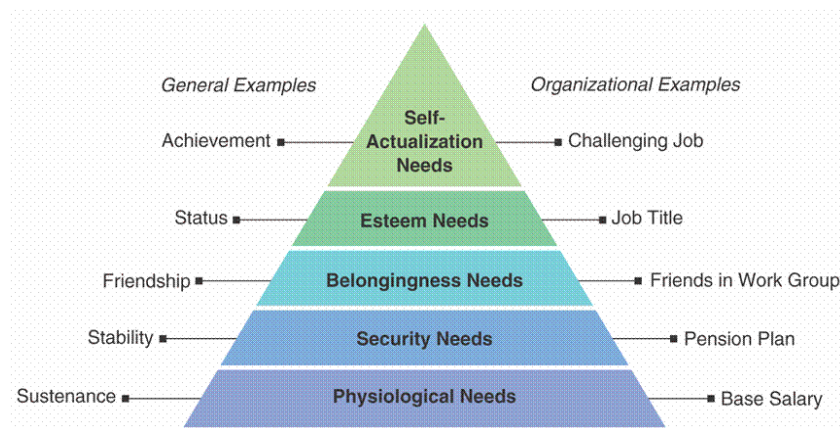 General Examples
Organizational Examples
Self-
Actualization
Needs
Achievement
Challenging Job
Status
Esteem Needs
Job Title
Friendship
Belongingness Needs
Friends in Work Group
Stability
Security Needs
Pension Plan
Sustenance
Physiological Needs
Base Salary